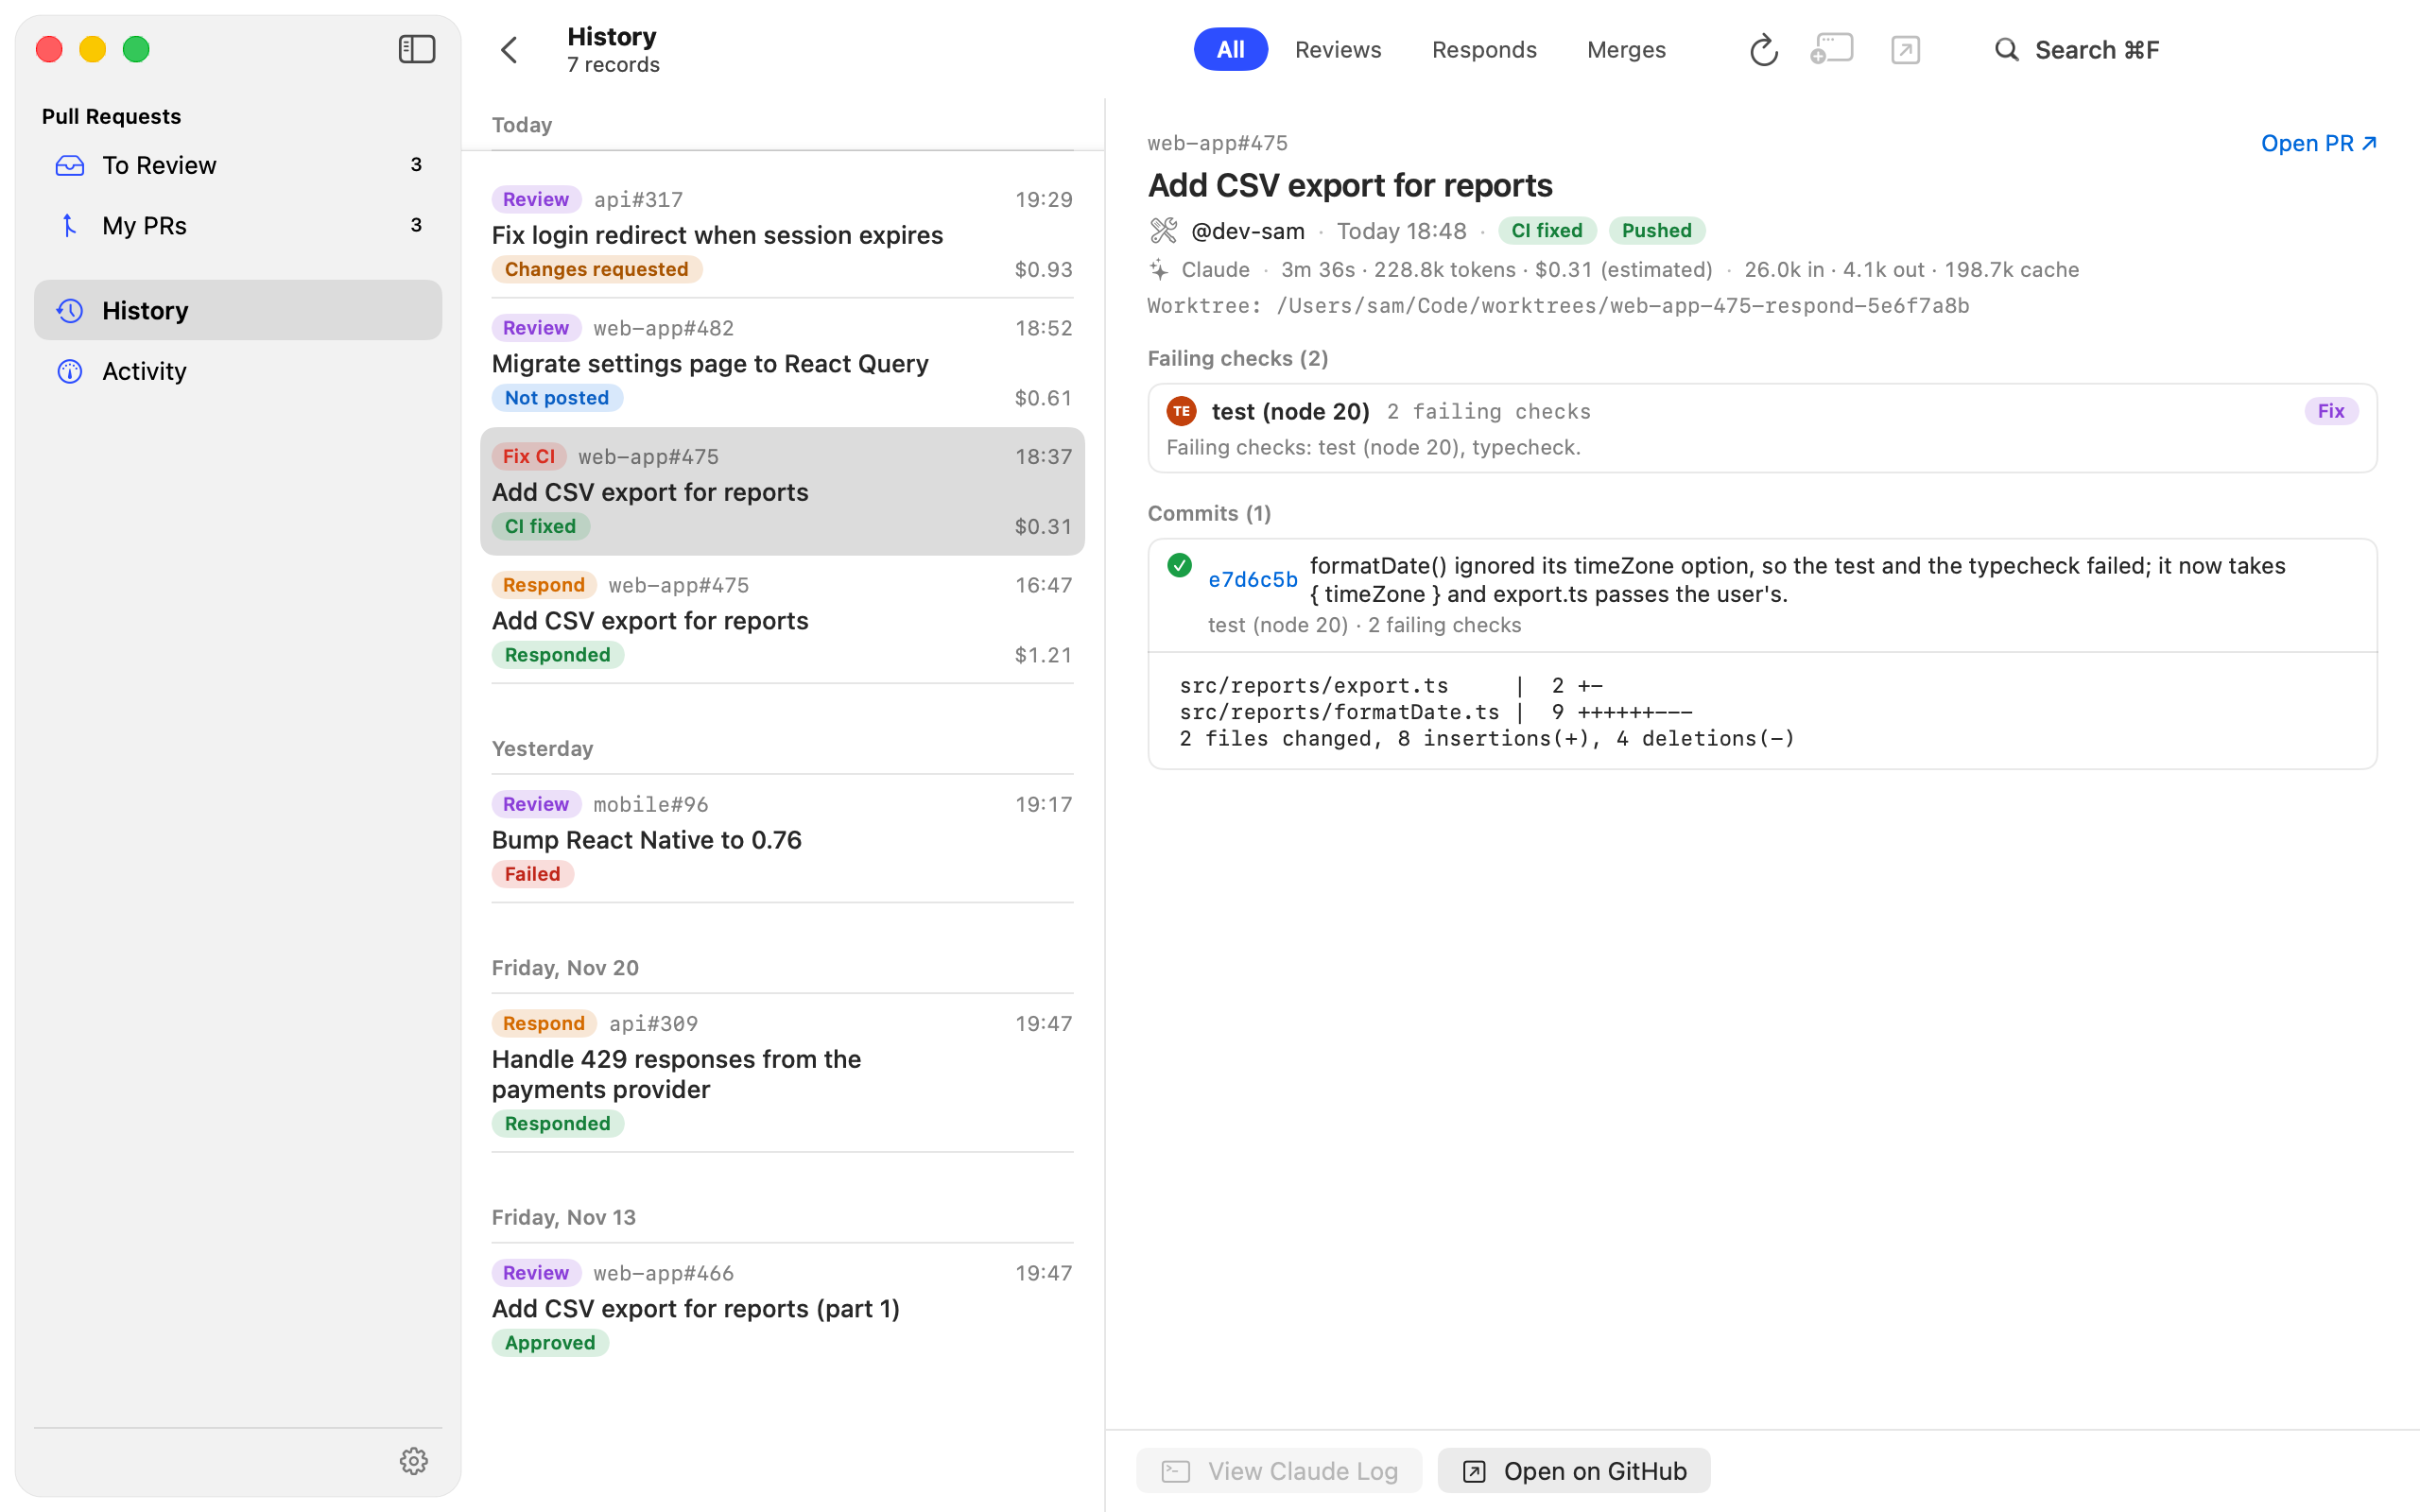 Pull Requests
To Review 3
My PRs 3
History
Activity
History
7 records
All Reviews Responds Merges Search ⌘F
Today
Review api#317 19:29
Fix login redirect when session expires
Changes requested $0.93
Review web-app#482 18:52
Migrate settings page to React Query
Not posted $0.61
Fix CI web-app#475 18:37
Add CSV export for reports
CI fixed $0.31
Respond web-app#475 16:47
Add CSV export for reports
Responded $1.21
Yesterday
Review mobile#96 19:17
Bump React Native to 0.76
Failed
Friday, Nov 20
Respond api#309 19:47
Handle 429 responses from the
payments provider
Responded
Friday, Nov 13
Review web-app#466 19:47
Add CSV export for reports (part 1)
Approved
web-app#475 Open PR ↗
Add CSV export for reports
@dev-sam · Today 18:48 · CI fixed Pushed
Claude · 3m 36s · 228.8k tokens · $0.31 (estimated) · 26.0k in · 4.1k out · 198.7k cache
Worktree: /Users/sam/Code/worktrees/web-app-475-respond-5e6f7a8b
Failing checks (2)
TE test (node 20) 2 failing checks Fix
Failing checks: test (node 20), typecheck.
Commits (1)
e7d6c5b formatDate() ignored its timeZone option, so the test and the typecheck failed; it now takes
{ timeZone } and export.ts passes the user's.
test (node 20) · 2 failing checks
src/reports/export.ts | 2 +-
src/reports/formatDate.ts | 9 ++++++---
2 files changed, 8 insertions(+), 4 deletions(-)
View Claude Log Open on GitHub